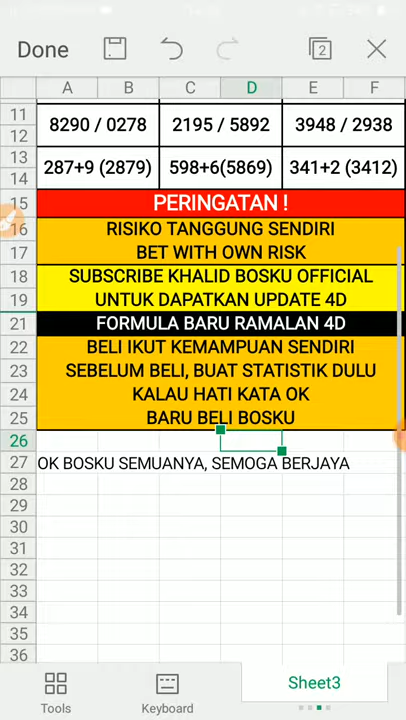 Done 2
A B C D E F
11
12
8290 / 0278 2195 / 5892 3948 / 2938
13
14
287+9 (2879) 598+6(5869) 341+2 (3412)
15 PERINGATAN !
16 RISIKO TANGGUNG SENDIRI
17 BET WITH OWN RISK
18 SUBSCRIBE KHALID BOSKU OFFICIAL
19 UNTUK DAPATKAN UPDATE 4D
21 FORMULA BARU RAMALAN 4D
22 BELI IKUT KEMAMPUAN SENDIRI
23 SEBELUM BELI, BUAT STATISTIK DULU
24 KALAU HATI KATA OK
25 BARU BELI BOSKU
26
27 OK BOSKU SEMUANYA, SEMOGA BERJAYA
28
29
30
31
32
33
34
35
36
Tools Keyboard Sheet3